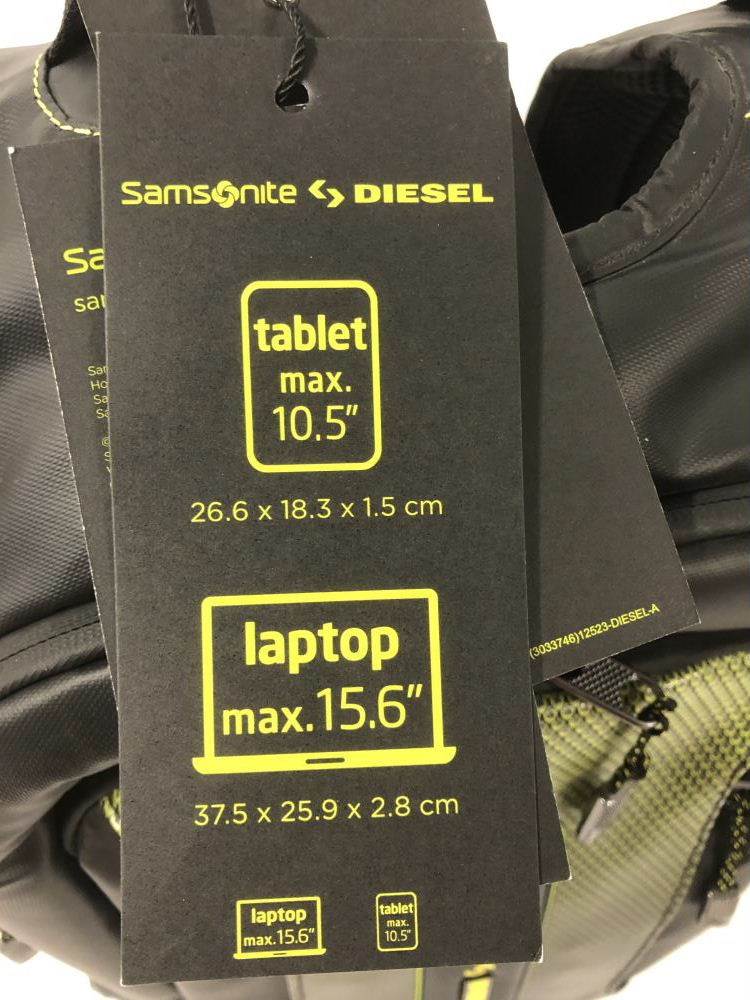 Samsonite DIESEL
tablet
max.
10.5"
26.6 x 18.3 x 1.5 cm
laptop
max.15.6"
37.5 x 25.9 x 2.8 cm
laptop
max.15.6"
tablet
max.
10.5"
(3033746)12523-DIESEL-A